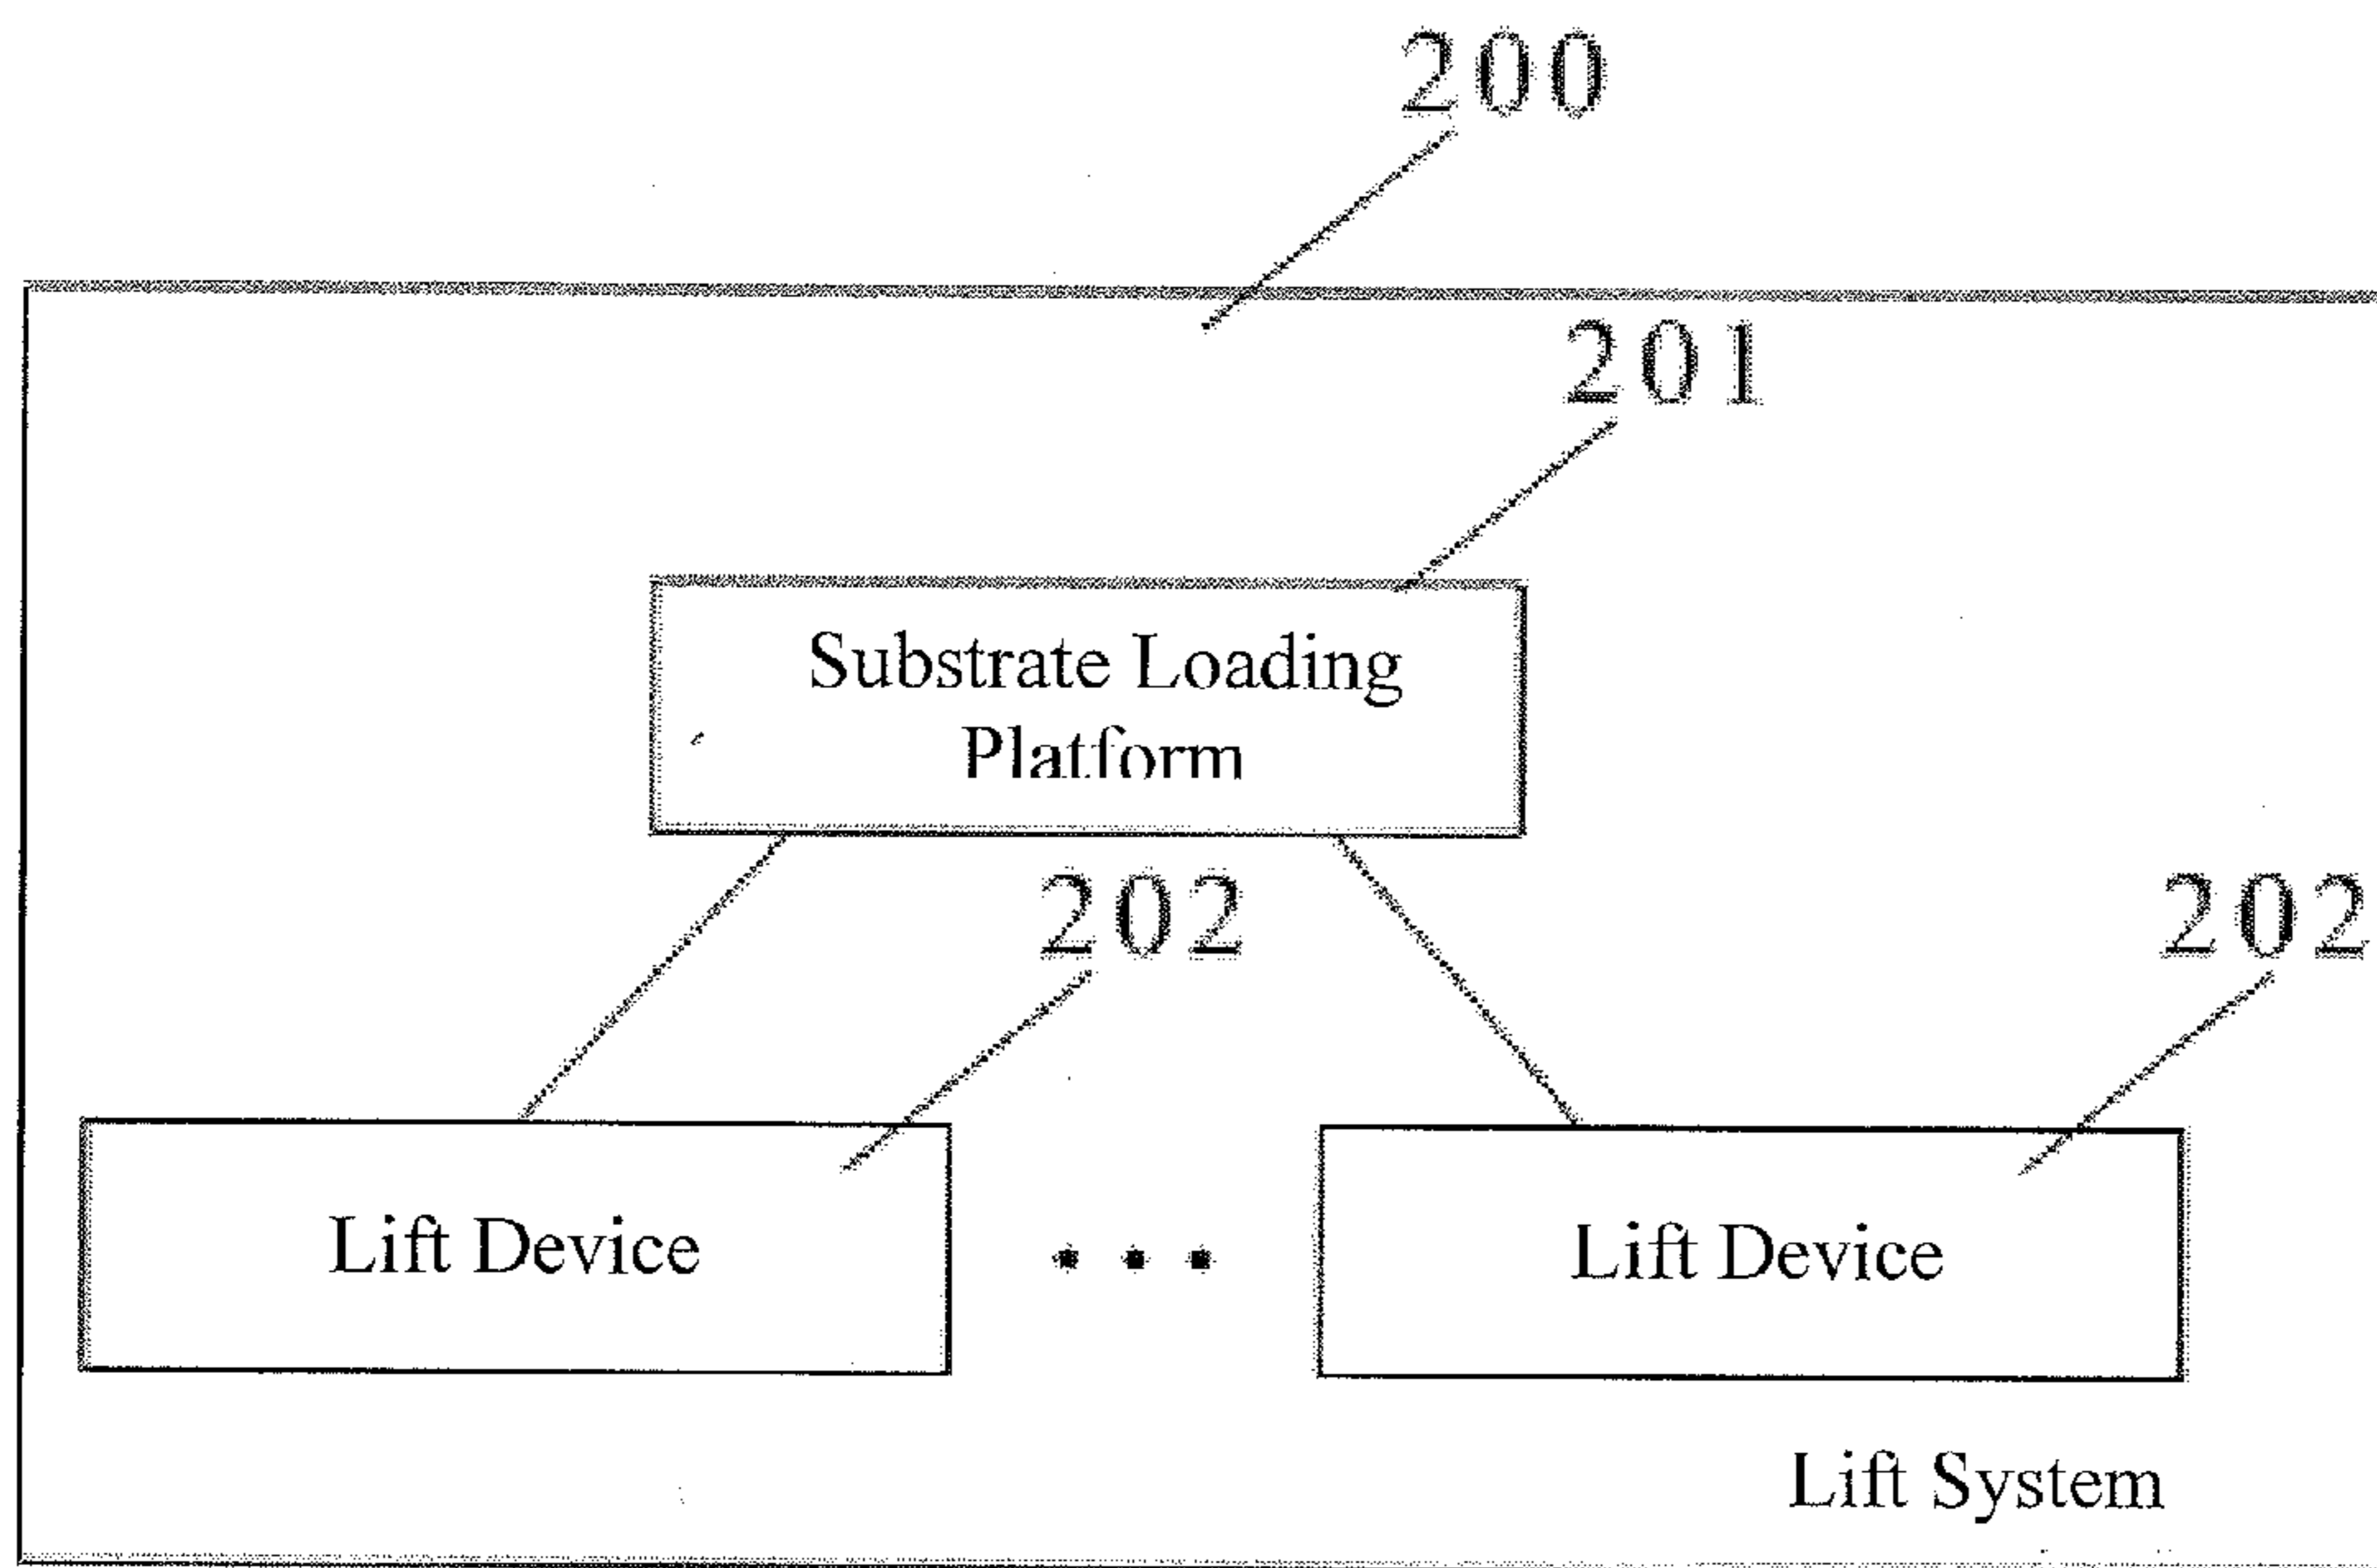 200
201
Substrate Loading
Platform
202
202
Lift Device
...
Lift Device
Lift System